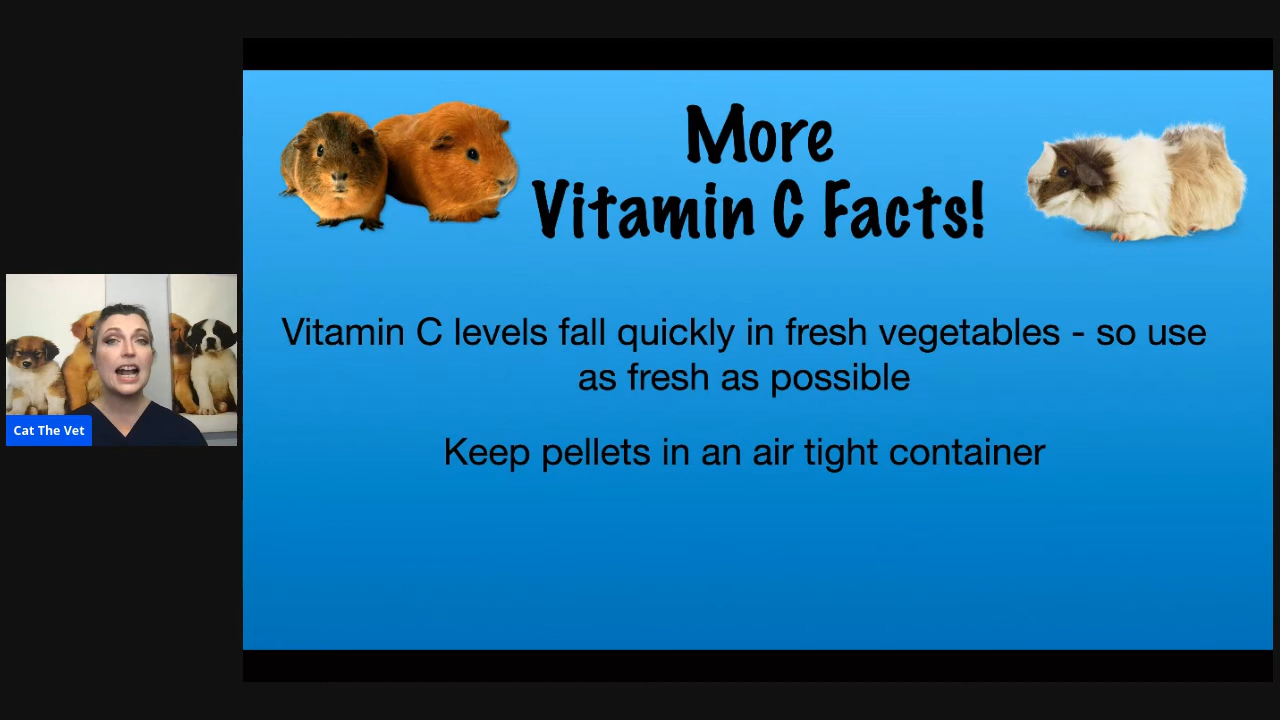 More
Vitamin C Facts!
Vitamin C levels fall quickly in fresh vegetables - so use
as fresh as possible
Keep pellets in an air tight container
Cat The Vet